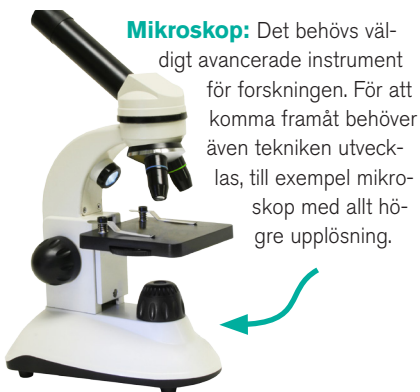 Mikroskop: Det behövs väl-
digt avancerade instrument
för forskningen. För att
komma framåt behöver
även tekniken utveck-
las, till exempel mikro-
skop med allt hö-
gre upplösning.